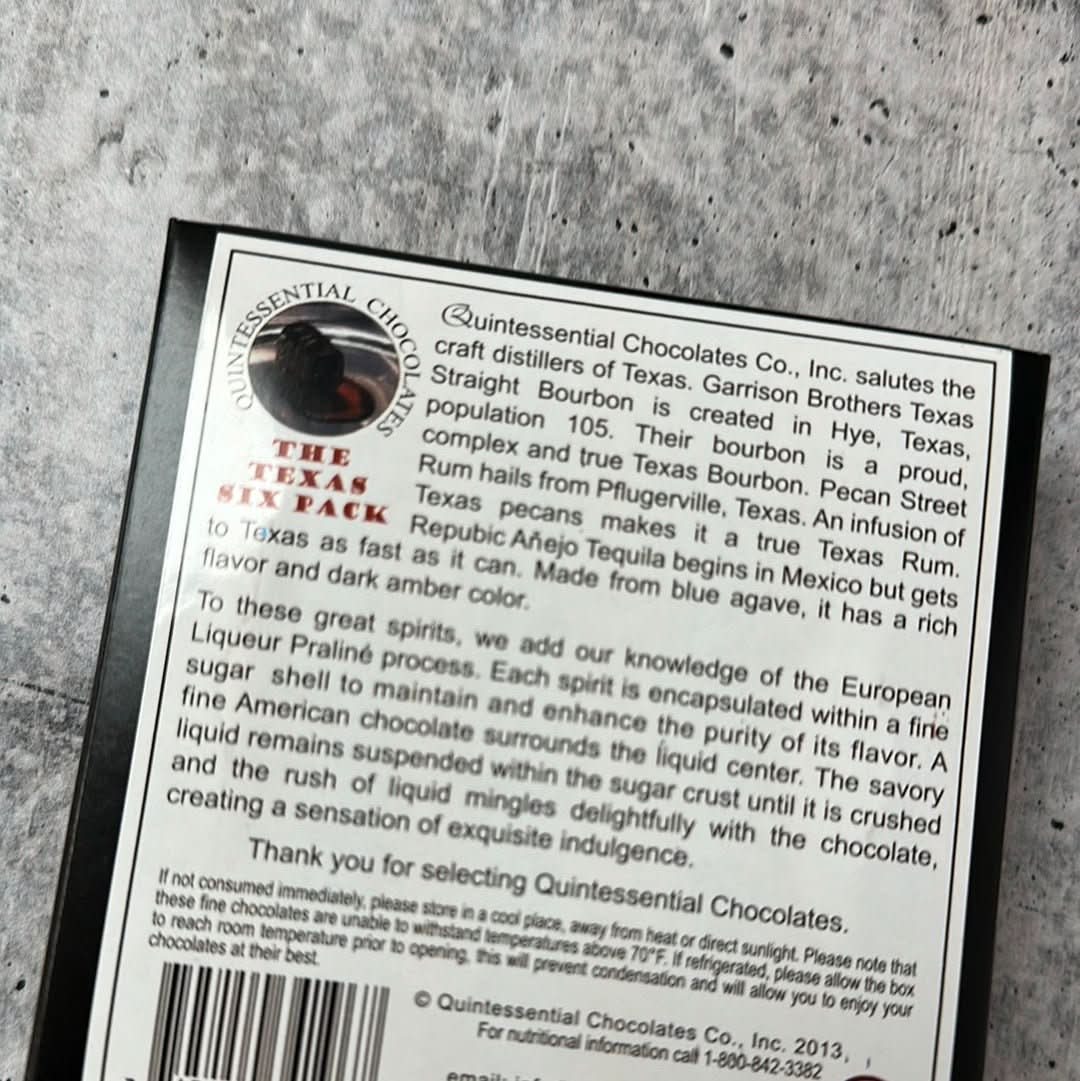 QUINTESSENTIAL CHOCOLATES
THE
TEXAS
SIX PACK
Quintessential Chocolates Co., Inc. salutes the
craft distillers of Texas. Garrison Brothers Texas
Straight Bourbon is created in Hye, Texas,
population 105. Their bourbon is a proud,
complex and true Texas Bourbon. Pecan Street
Rum hails from Pflugerville, Texas. An infusion of
Texas pecans makes it a true Texas Rum.
Repubic Añejo Tequila begins in Mexico but gets
to Texas as fast as it can. Made from blue agave, it has a rich
flavor and dark amber color.
To these great spirits, we add our knowledge of the European
Liqueur Praliné process. Each spirit is encapsulated within a fine
sugar shell to maintain and enhance the purity of its flavor. A
fine American chocolate surrounds the liquid center. The savory
liquid remains suspended within the sugar crust until it is crushed
and the rush of liquid mingles delightfully with the chocolate,
creating a sensation of exquisite indulgence.
Thank you for selecting Quintessential Chocolates.
If not consumed immediately, please store in a cool place, away from heat or direct sunlight. Please note that
these fine chocolates are unable to withstand temperatures above 70°F. If refrigerated, please allow the box
to reach room temperature prior to opening, this will prevent condensation and will allow you to enjoy your
chocolates at their best.
© Quintessential Chocolates Co., Inc. 2013,
For nutritional information call 1-800-842-3382